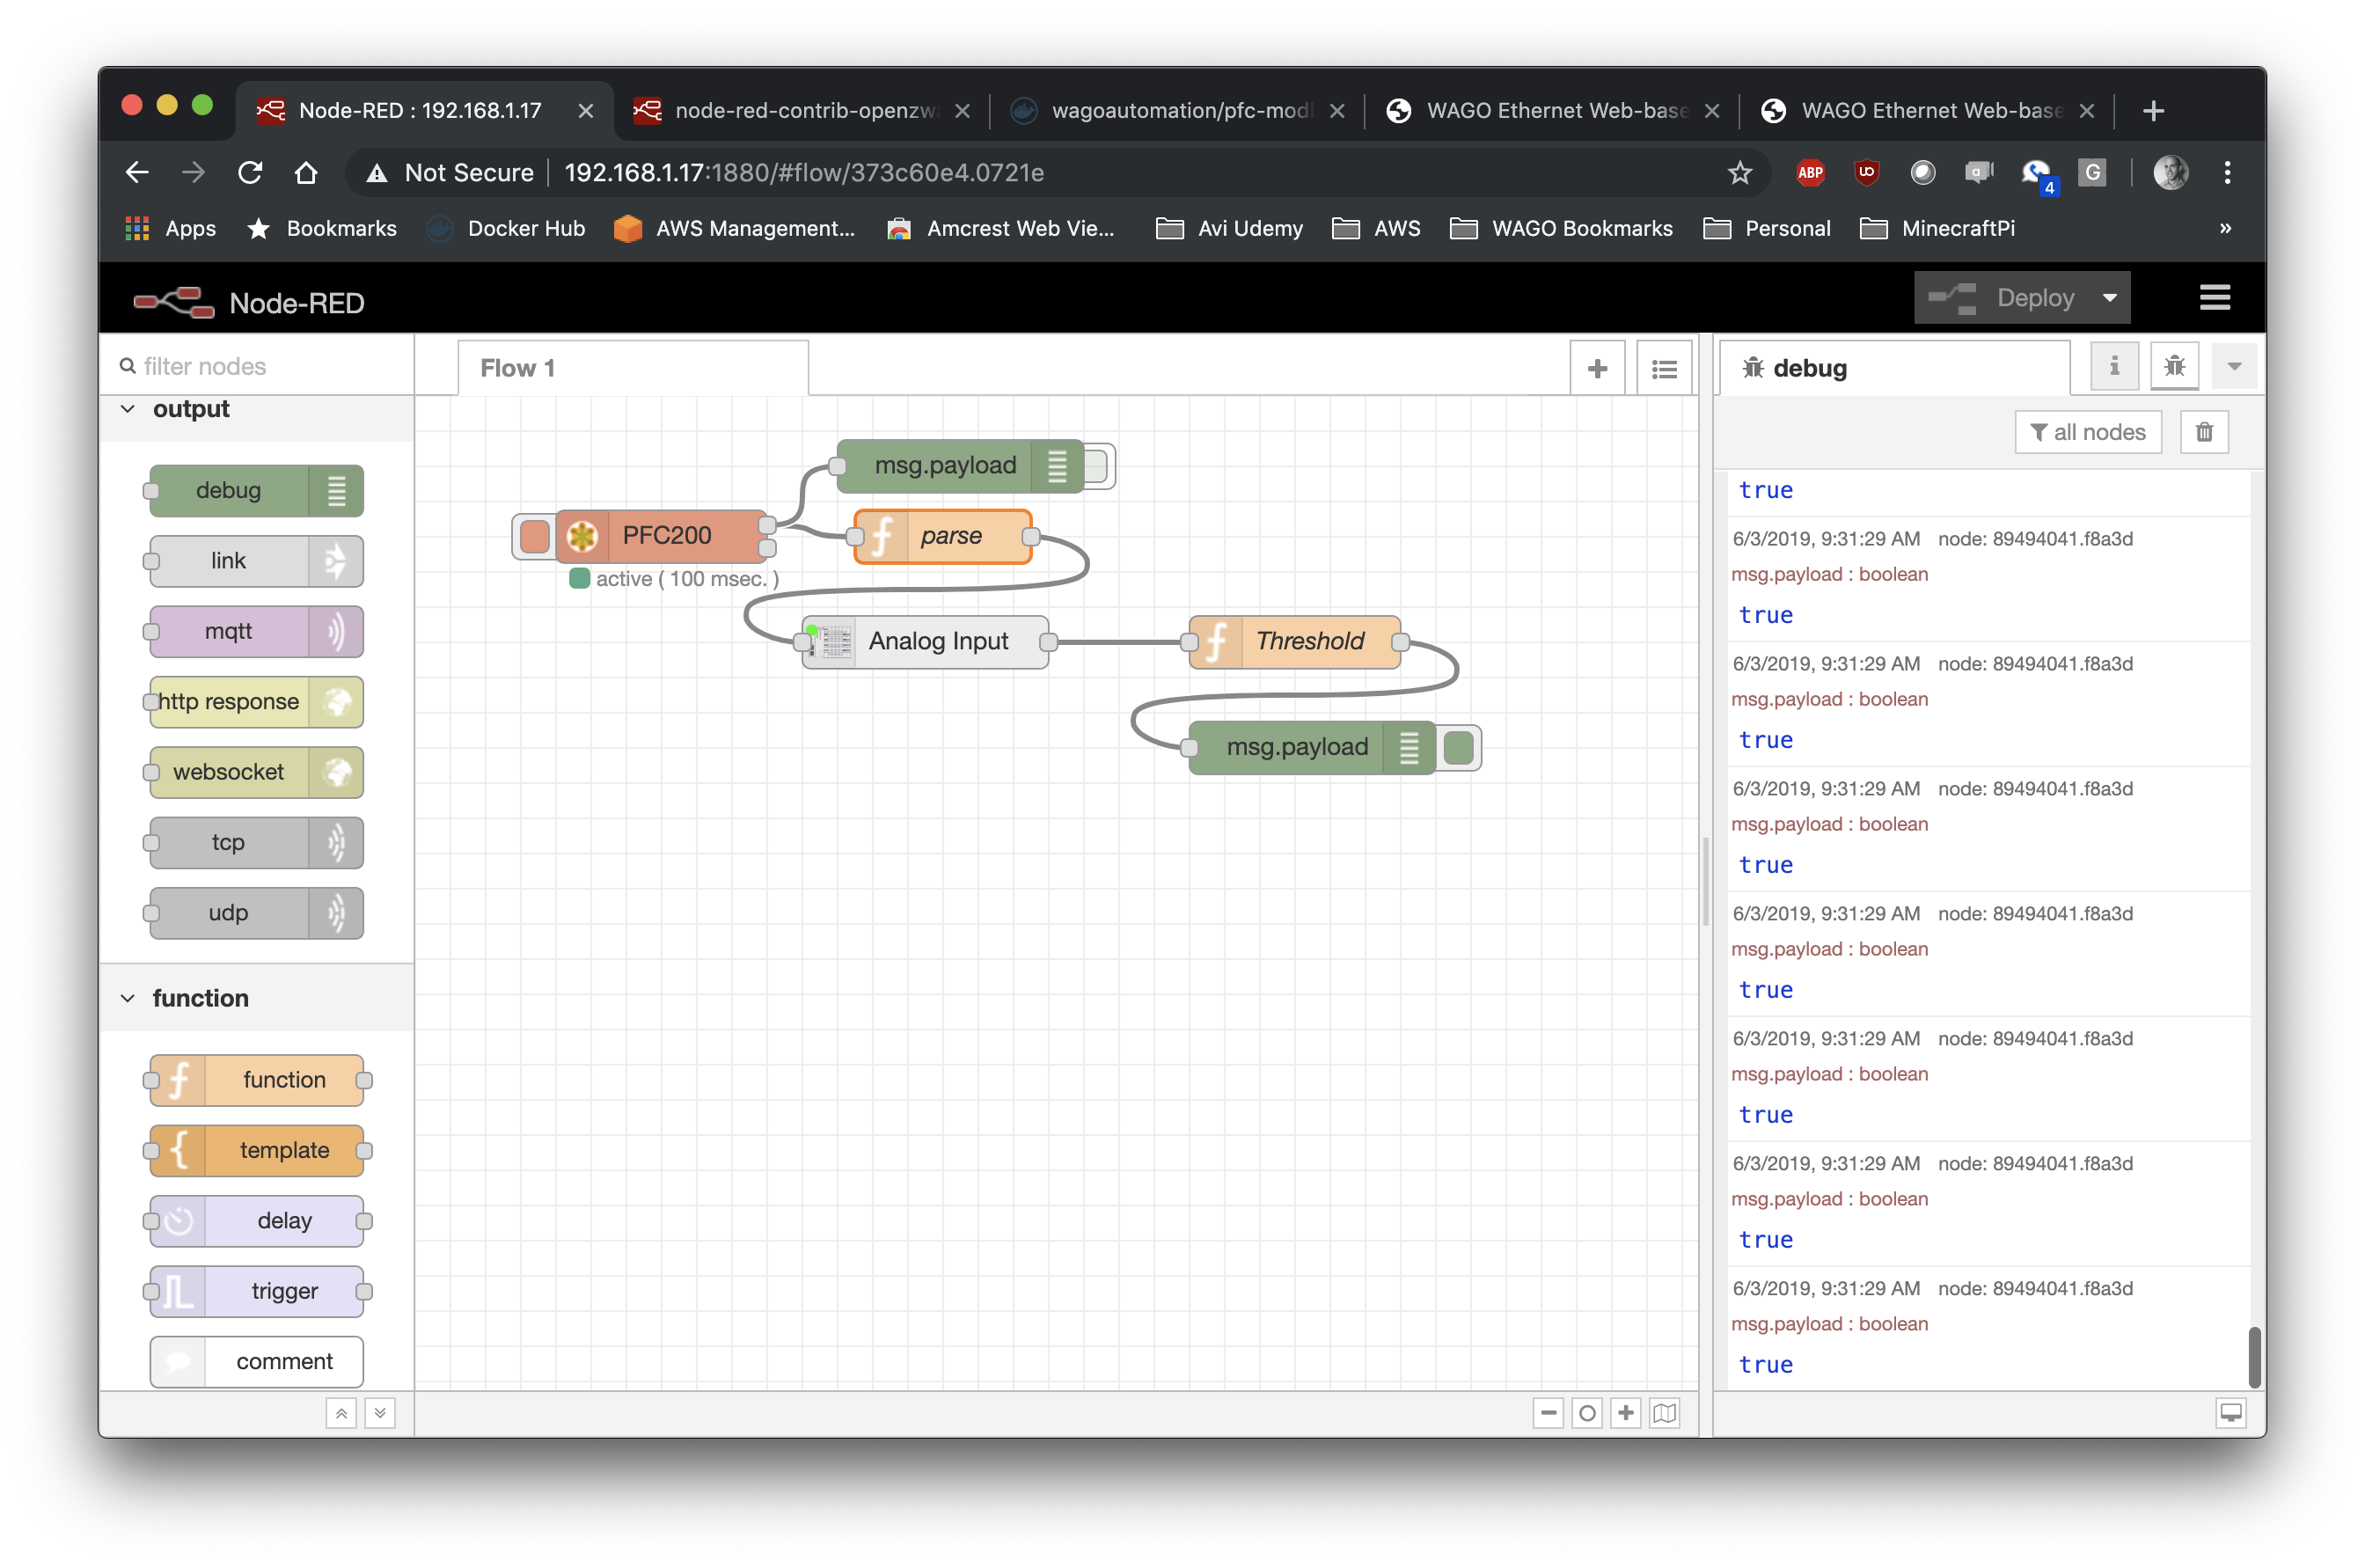 Node-RED : 192.168.1.17
node-red-contrib-openzw
wagoautomation/pfc-mod
WAGO Ethernet Web-base
WAGO Ethernet Web-base
Not Secure
192.168.1.17:1880/#flow/373c60e4.0721e
ABP
UO
a
4
G
Apps
Bookmarks
Docker Hub
AWS Management...
Amcrest Web Vie...
Avi Udemy
AWS
WAGO Bookmarks
Personal
MinecraftPi
»
Node-RED
Deploy
filter nodes
output
debug
link
mqtt
http response
websocket
tcp
udp
function
function
template
delay
trigger
comment
Flow 1
msg.payload
PFC200
parse
active ( 100 msec. )
Analog Input
Threshold
msg.payload
debug
i
all nodes
true
6/3/2019, 9:31:29 AM node: 89494041.f8a3d
msg.payload : boolean
true
6/3/2019, 9:31:29 AM node: 89494041.f8a3d
msg.payload : boolean
true
6/3/2019, 9:31:29 AM node: 89494041.f8a3d
msg.payload : boolean
true
6/3/2019, 9:31:29 AM node: 89494041.f8a3d
msg.payload : boolean
true
6/3/2019, 9:31:29 AM node: 89494041.f8a3d
msg.payload : boolean
true
6/3/2019, 9:31:29 AM node: 89494041.f8a3d
msg.payload : boolean
true
6/3/2019, 9:31:29 AM node: 89494041.f8a3d
msg.payload : boolean
true